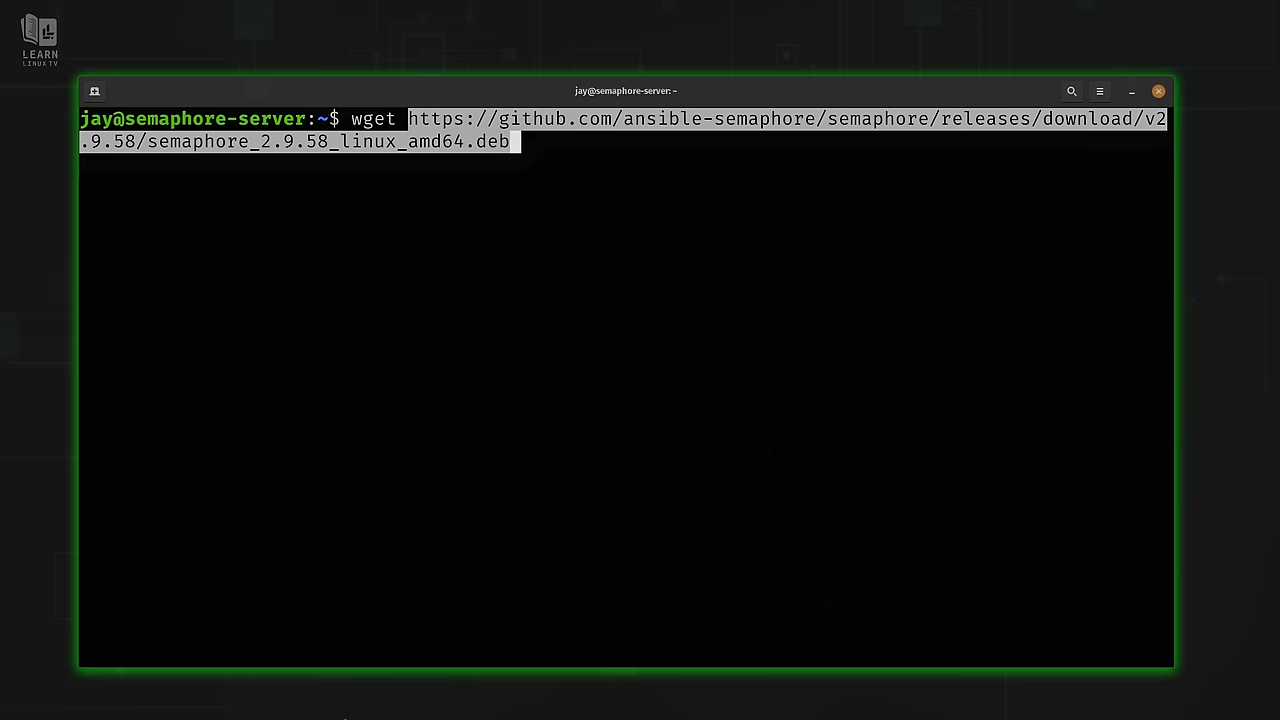 LEARN
LINUX TV
jay@semaphore-server:~
jay@semaphore-server:~$ wget https://github.com/ansible-semaphore/semaphore/releases/download/v2
.9.58/semaphore_2.9.58_linux_amd64.deb